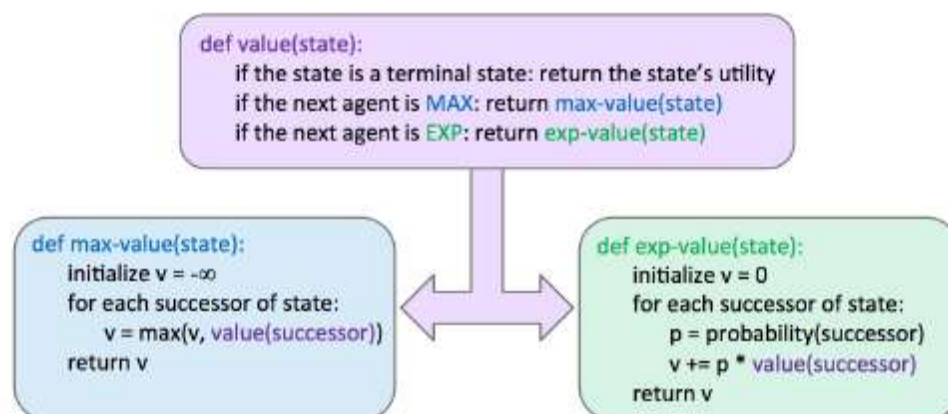 def value(state):
if the state is a terminal state: return the state's utility
if the next agent is MAX: return max-value(state)
if the next agent is EXP: return exp-value(state)
def max-value(state):
initialize v = -∞
for each successor of state:
v = max(v, value(successor))
return v
def exp-value(state):
initialize v = 0
for each successor of state:
p = probability(successor)
v += p * value(successor)
return v